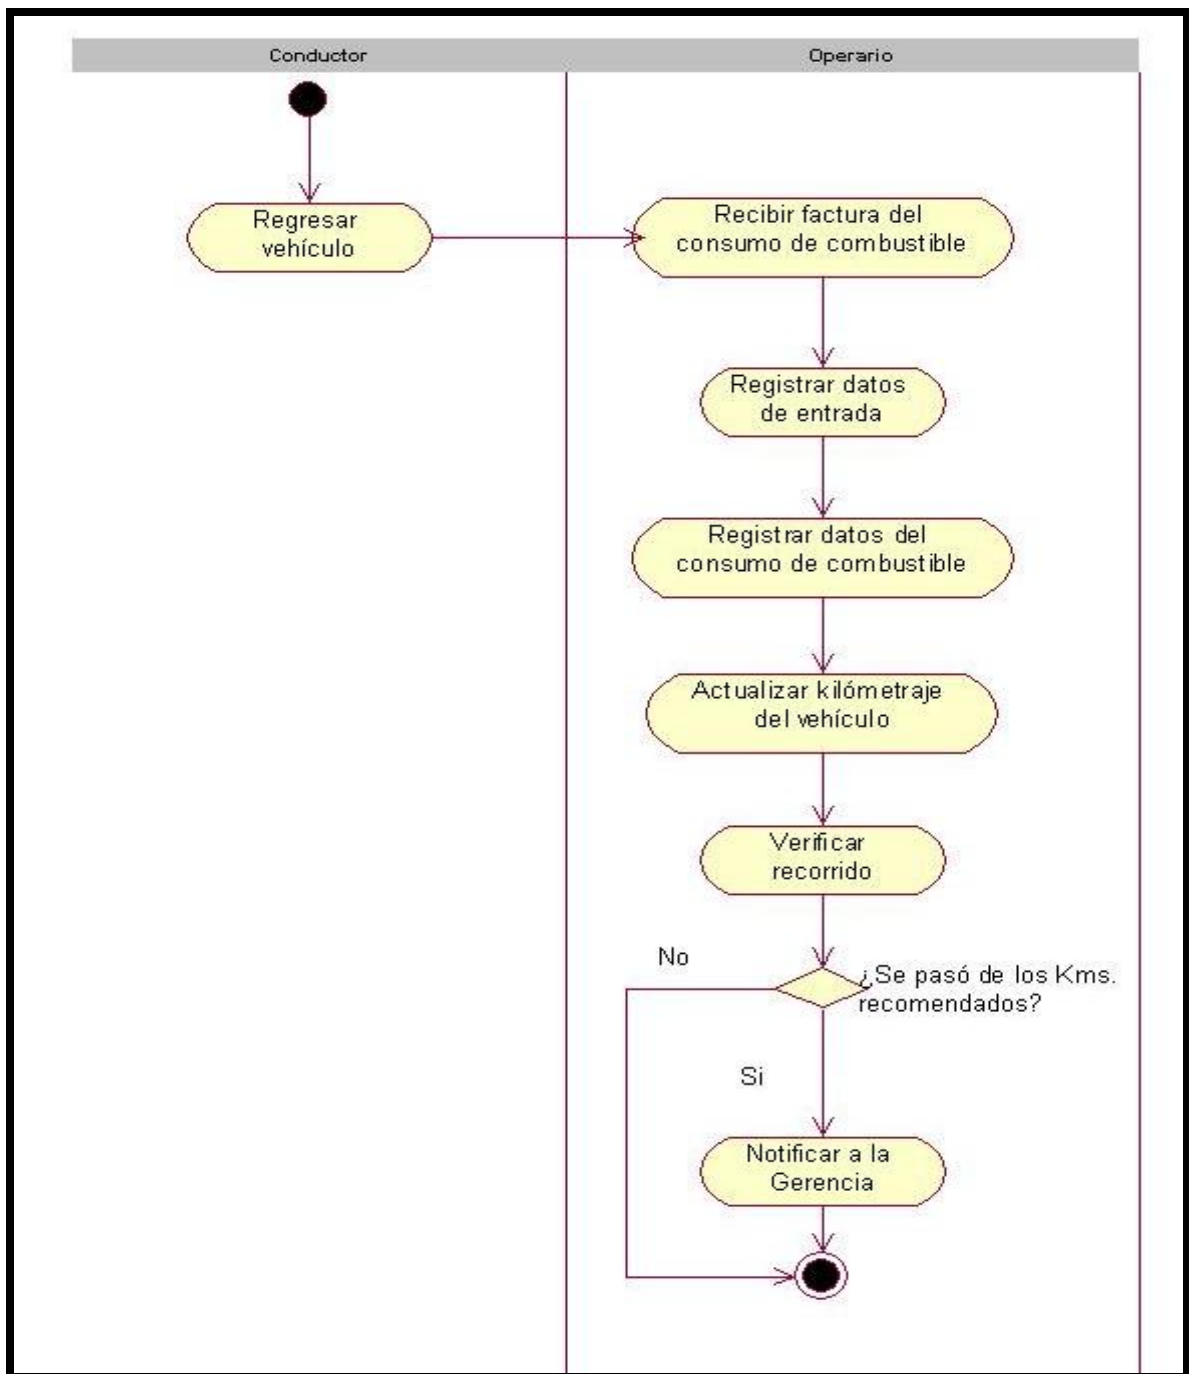 Conductor
Operario
Regresar
vehículo
Recibir factura del
consumo de combustible
Registrar datos
de entrada
Registrar datos del
consumo de combustible
Actualizar kilómetraje
del vehículo
Verificar
recorrido
No
¿Se pasó de los Kms.
recomendados?
Si
Notificar a la
Gerencia